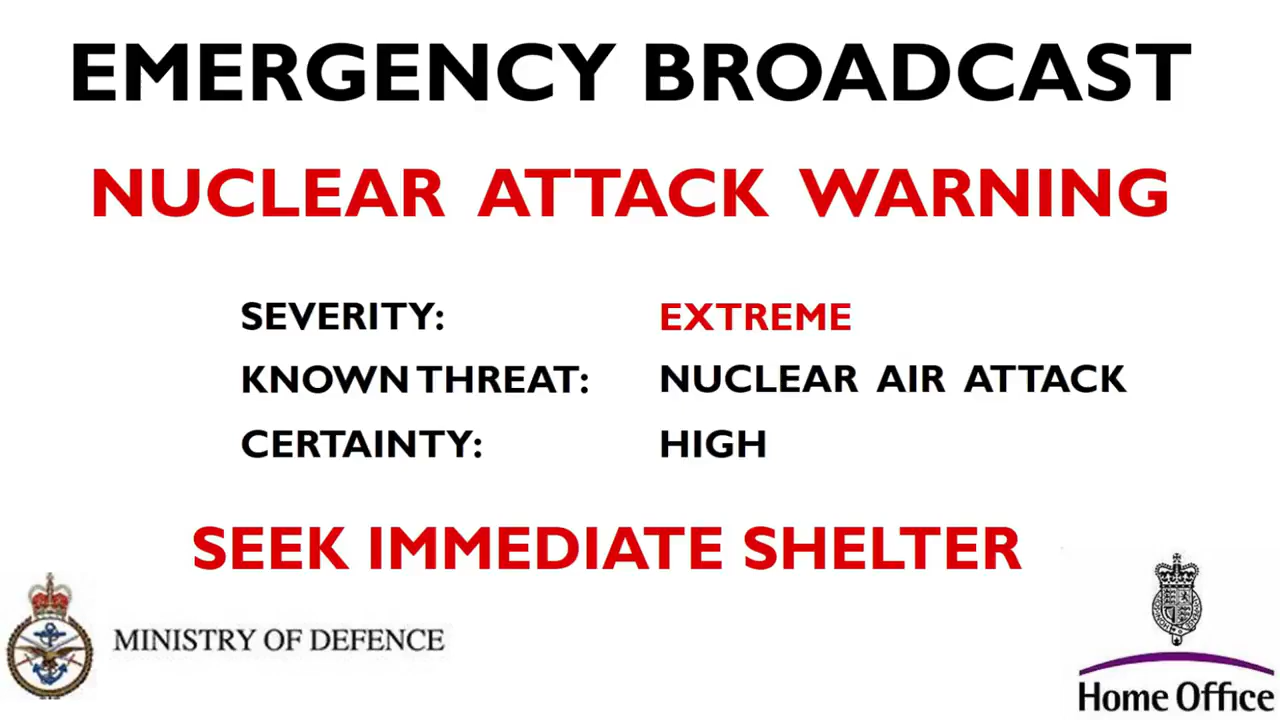 EMERGENCY BROADCAST
NUCLEAR ATTACK WARNING
SEVERITY: EXTREME
KNOWN THREAT: NUCLEAR AIR ATTACK
CERTAINTY: HIGH
SEEK IMMEDIATE SHELTER
MINISTRY OF DEFENCE
Home Office